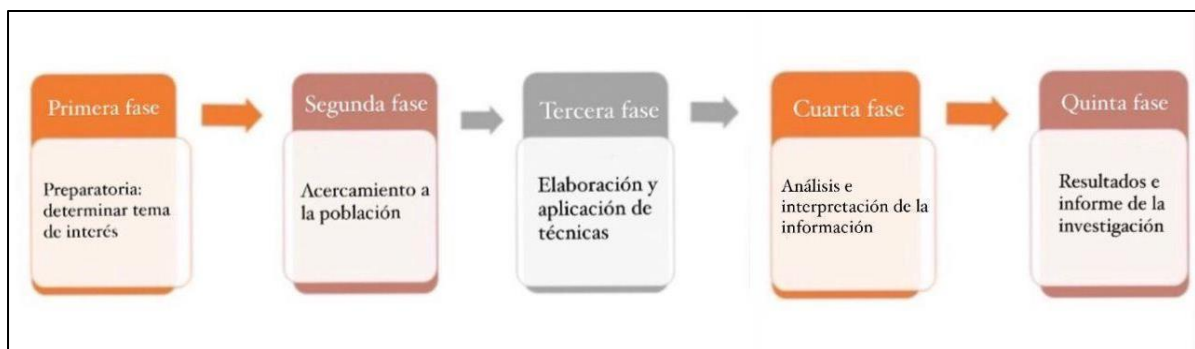 Primera fase
Preparatoria:
determinar tema
de interés
Segunda fase
Acercamiento a
la población
Tercera fase
Elaboración y
aplicación de
técnicas
Cuarta fase
Análisis e
interpretación de la
información
Quinta fase
Resultados e
informe de la
investigación